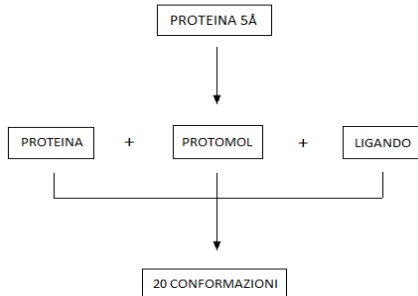 PROTEINA 5Å
PROTEINA + PROTOMOL + LIGANDO
20 CONFORMAZIONI